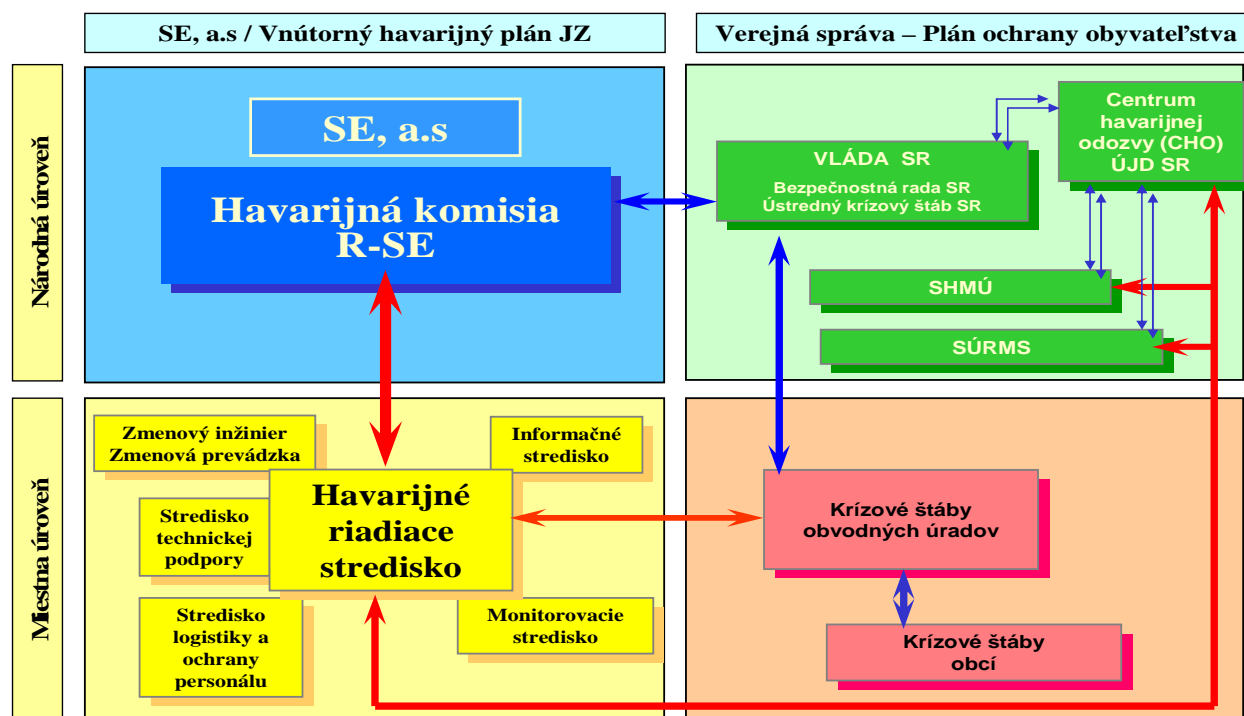 SE, a.s / Vnútorný havarijný plán JZ
Verejná správa – Plán ochrany obyvateľstva
Národná úroveň
SE, a.s
Havarijná komisia
R-SE
VLÁDA SR
Bezpečnostná rada SR
Ústredný krízový štáb SR
Centrum
havarijnej
odozvy (CHO)
ÚJD SR
SHMÚ
SÚRMS
Miestna úroveň
Zmenový inžinier
Zmenová prevádzka
Informačné
stredisko
Havarijné
riadiace
stredisko
Stredisko
technickej
podpory
Stredisko
logistiky a
ochrany
personálu
Monitorovacie
stredisko
Krízové štáby
obvodných úradov
Krízové štáby
obcí